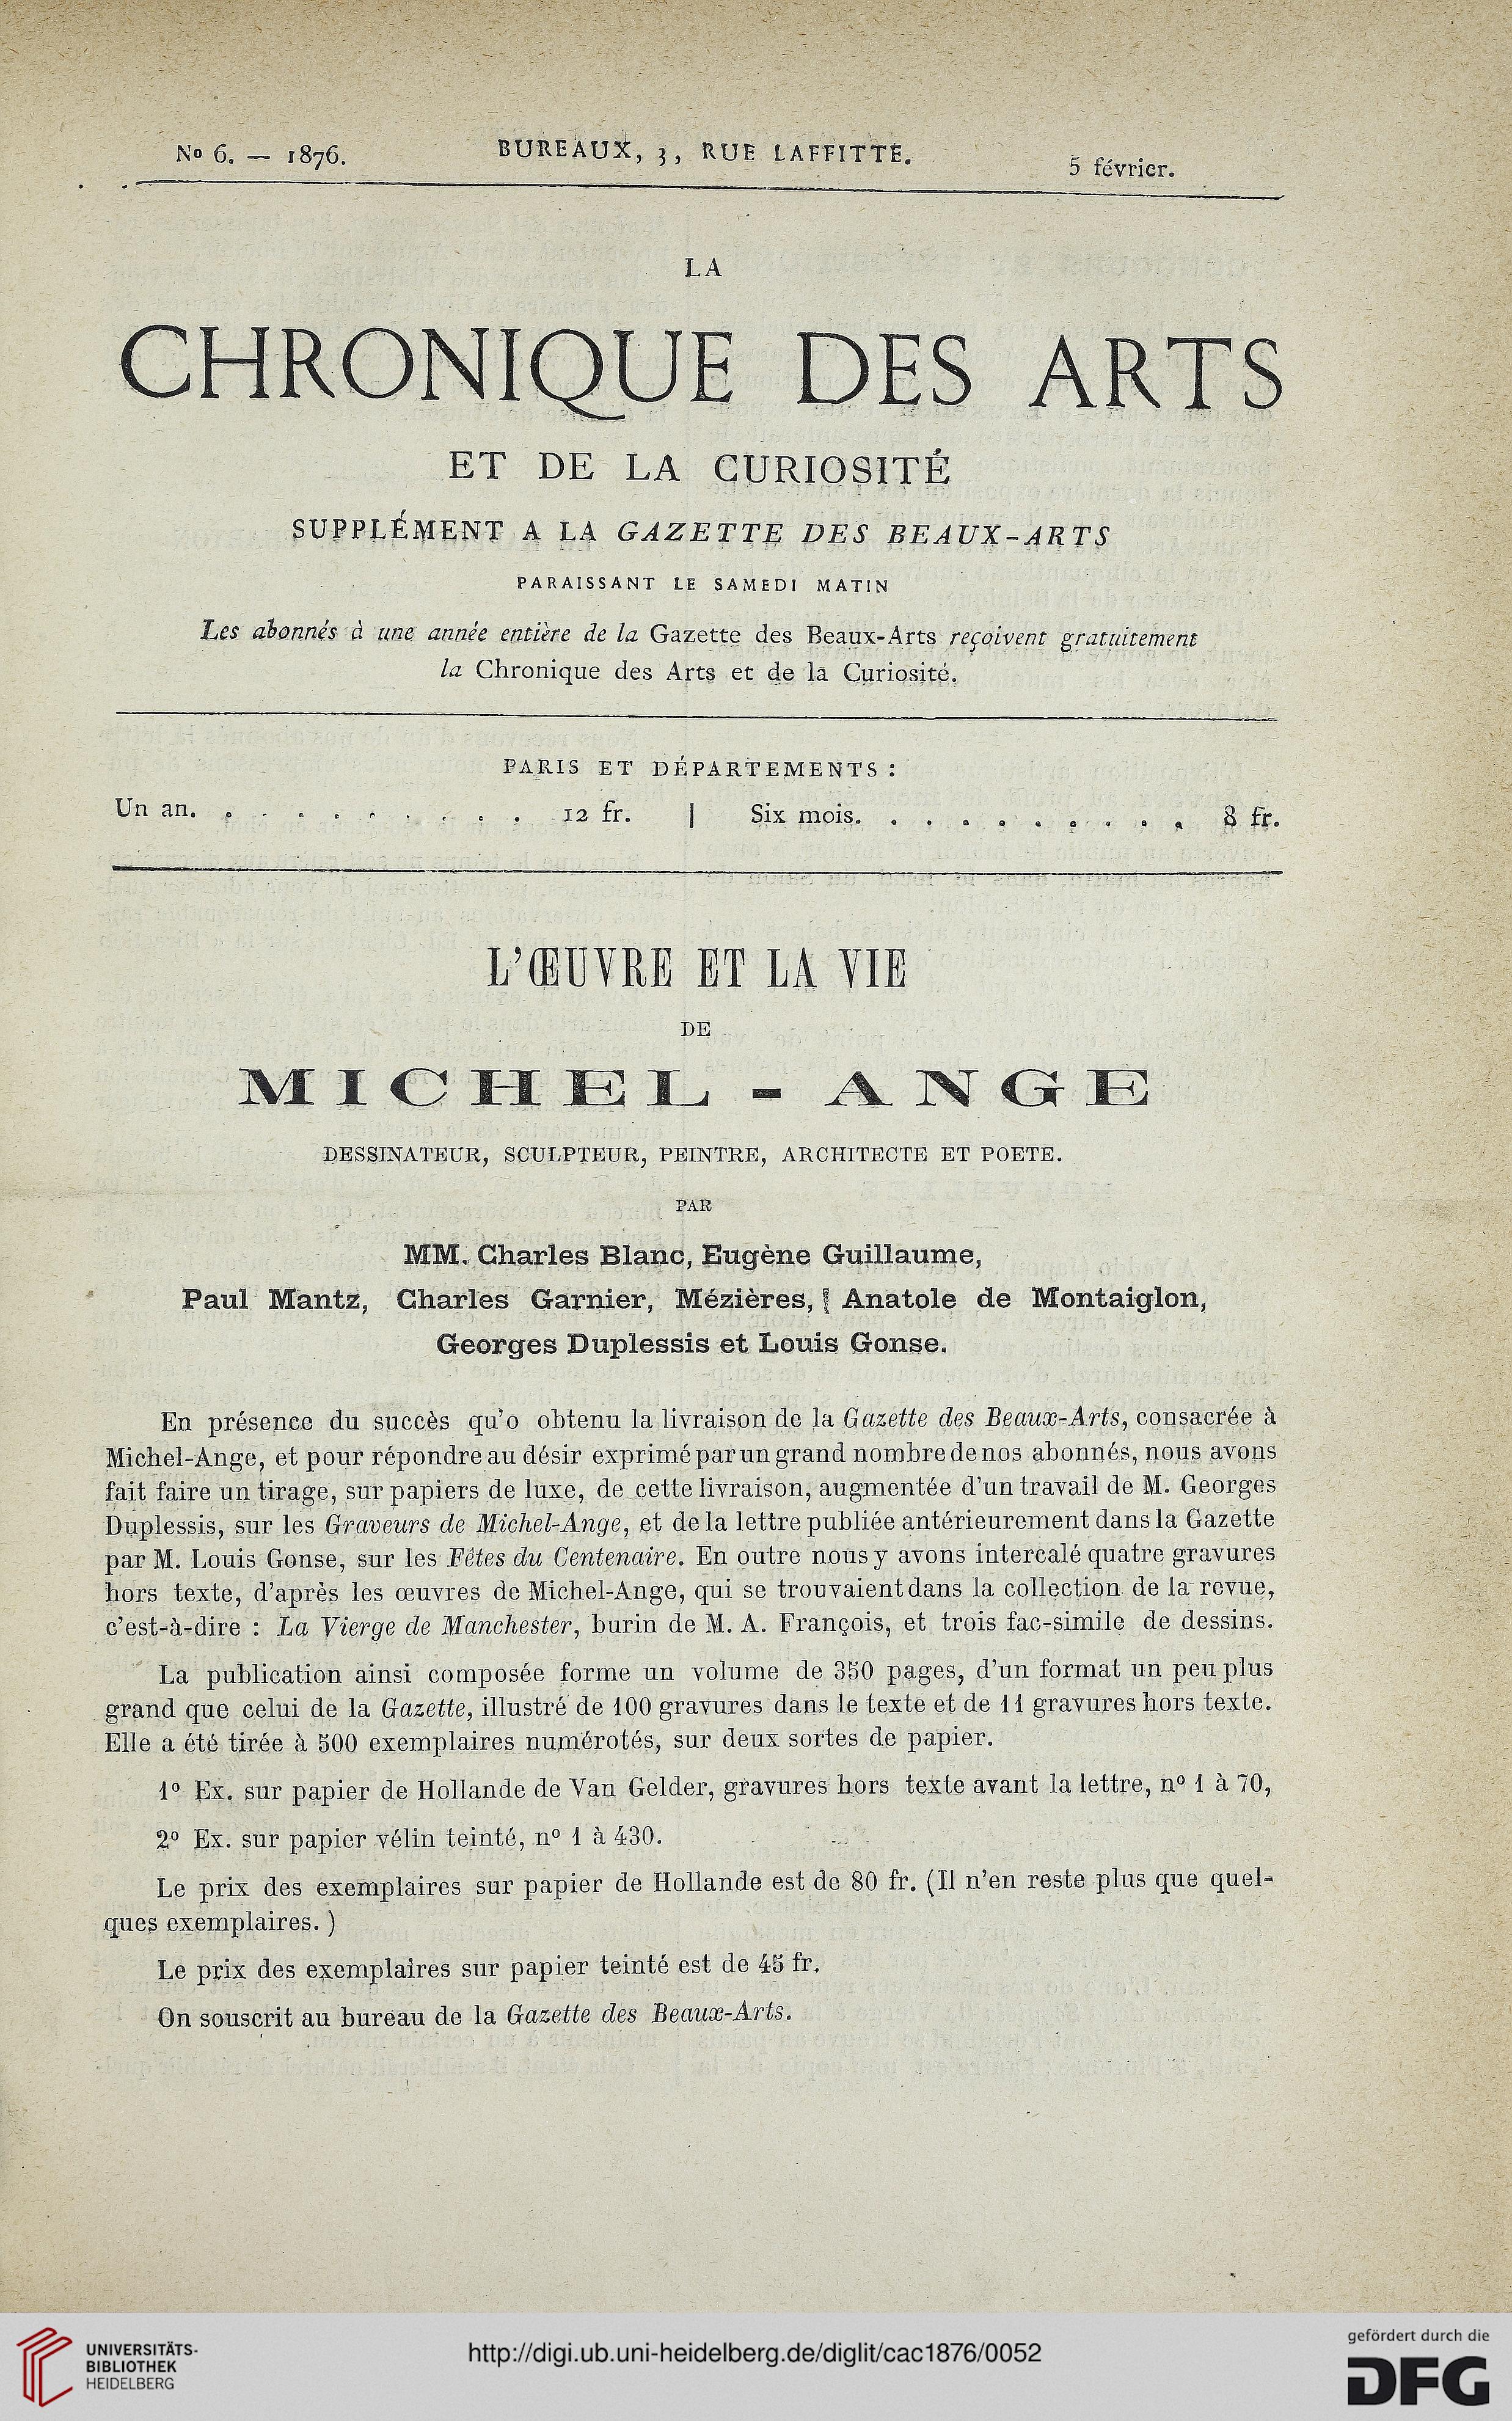 Nº 6. — 1876.
BUREAUX, 3, RUE LAFFITTE.
5 février.
LA
CHRONIQUE DES ARTS
ET DE LA CURIOSITÉ
SUPPLÉMENT A LA GAZETTE DES BEAUX-ARTS
PARAISSANT LE SAMEDI MATIN
Les abonnés à une année entière de la Gazette des Beaux-Arts reçoivent gratuitement
la Chronique des Arts et de la Curiosité.
PARIS ET DÉPARTEMENTS :
Un an. . . . . . . . . . 12 fr. | Six mois. . . . . . . . . . 8 fr.
L'ŒUVRE ET LA VIE
DE
MICHEL-ANGE
DESSINATEUR, SCULPTEUR, PEINTRE, ARCHITECTE ET POETE.
PAR
MM. Charles Blanc, Eugène Guillaume,
Paul Mantz, Charles Garnier, Mézières, Anatole de Montaiglon,
Georges Duplessis et Louis Gonse.
En présence du succès qu'o obtenu la livraison de la Gazette des Beaux-Arts, consacrée à
Michel-Ange, et pour répondre au désir exprimé par un grand nombre de nos abonnés, nous avons
fait faire un tirage, sur papiers de luxe, de cette livraison, augmentée d'un travail de M. Georges
Duplessis, sur les Graveurs de Michel-Ange, et de la lettre publiée antérieurement dans la Gazette
par M. Louis Gonse, sur les Fêtes du Centenaire. En outre nous y avons intercalé quatre gravures
hors texte, d'après les œuvres de Michel-Ange, qui se trouvaient dans la collection de la revue,
c'est-à-dire : La Vierge de Manchester, burin de M. A. François, et trois fac-simile de dessins.
La publication ainsi composée forme un volume de 350 pages, d'un format un peu plus
grand que celui de la Gazette, illustré de 100 gravures dans le texte et de 11 gravures hors texte.
Elle a été tirée à 500 exemplaires numérotés, sur deux sortes de papier.
1º Ex. sur papier de Hollande de Van Gelder, gravures hors texte avant la lettre, nº 1 à 70,
2º Ex. sur papier vélin teinté, nº 1 à 430.
Le prix des exemplaires sur papier de Hollande est de 80 fr. (Il n'en reste plus que quel-
ques exemplaires.)
Le prix des exemplaires sur papier teinté est de 45 fr.
On souscrit au bureau de la Gazette des Beaux-Arts.
UNIVERSITÄTS-
BIBLIOTHEK
HEIDELBERG
http://digi.ub.uni-heidelberg.de/diglit/cac1876/0052
gefördert durch die
DFG